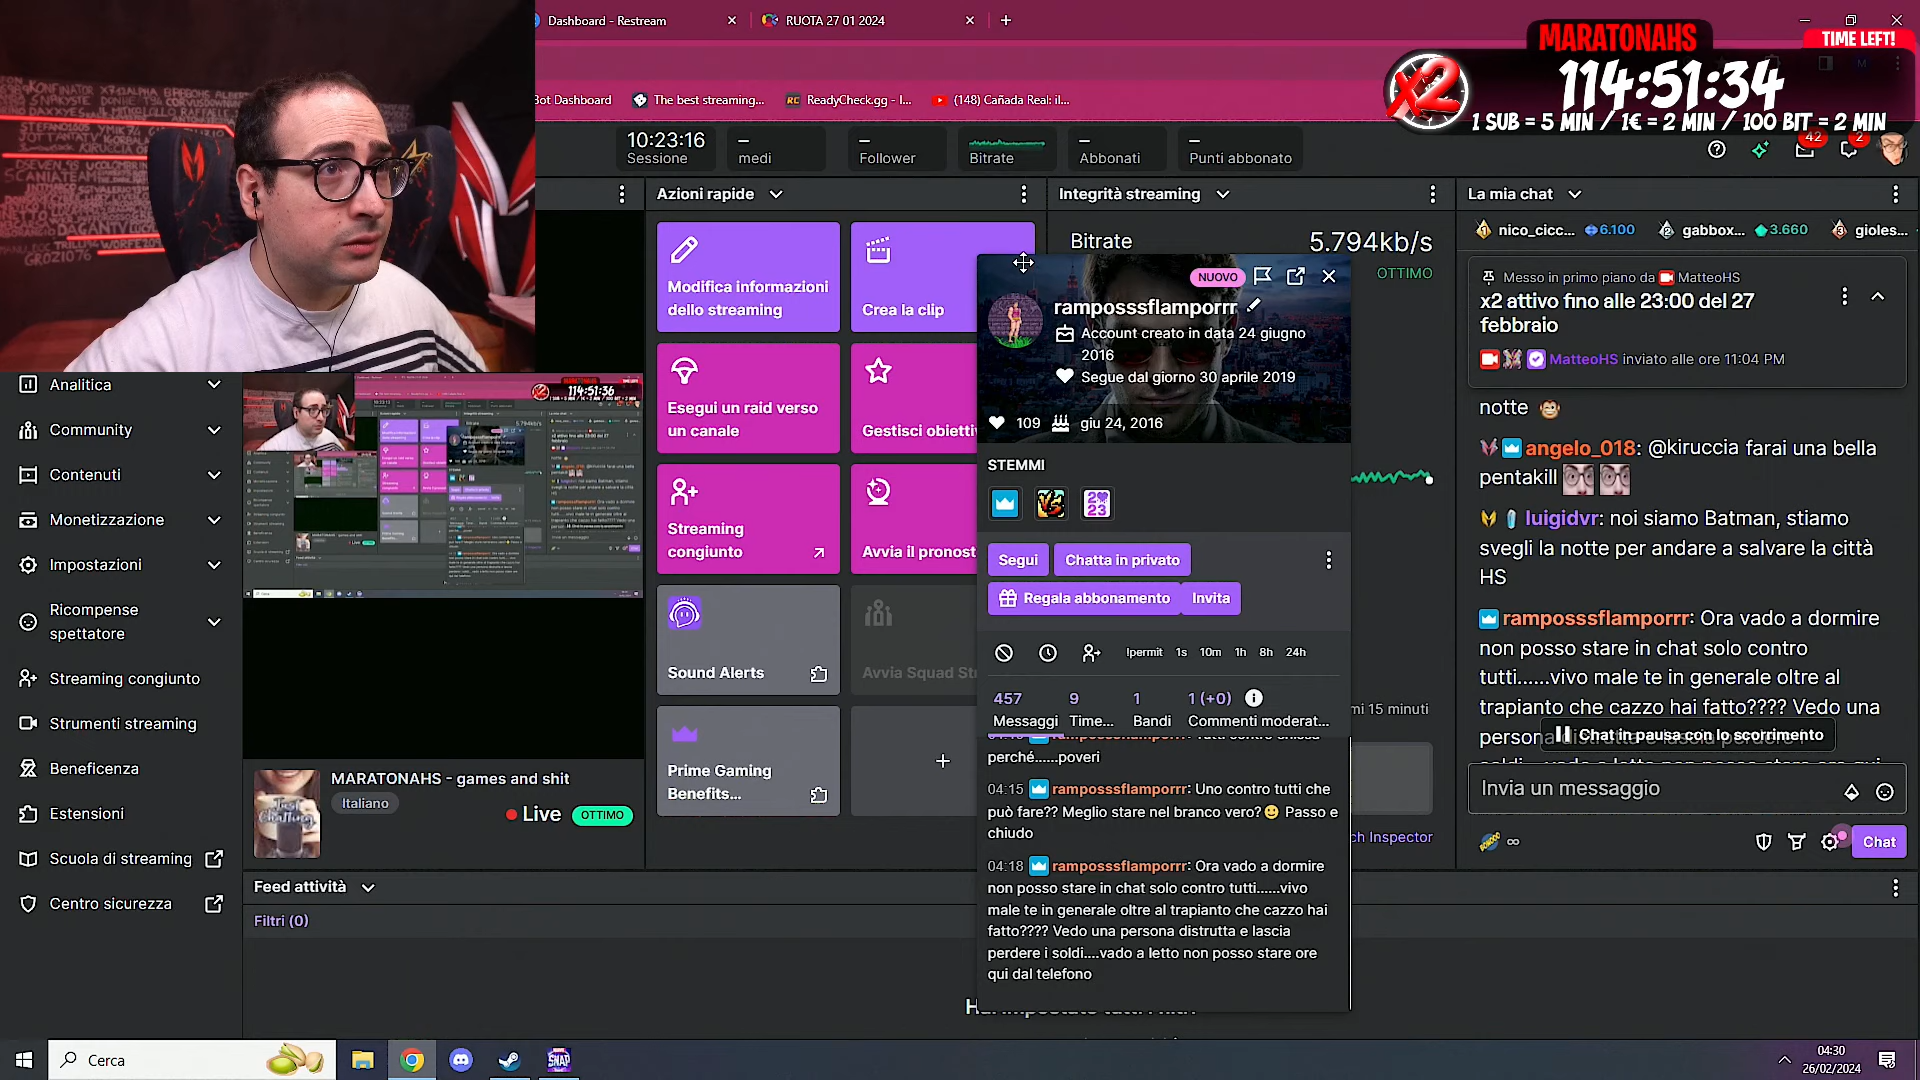 Dashboard - Restream
RUOTA 27 01 2024
MARATONAHS
TIME LEFT!
x2
114:51:34
1 SUB = 5 MIN / 1€ = 2 MIN / 100 BIT = 2 MIN
Bot Dashboard
The best streaming...
ReadyCheck.gg - I...
(148) Cañada Real: il...
10:23:16
Sessione
–
medi
–
Follower
Bitrate
–
Abbonati
–
Punti abbonato
42
2
Azioni rapide
Integrità streaming
La mia chat
Modifica informazioni
dello streaming
Crea la clip
Esegui un raid verso
un canale
Gestisci obiettiv
Streaming
congiunto
Avvia il pronost
Sound Alerts
Avvia Squad St
Prime Gaming
Benefits...
Bitrate
5.794kb/s
OTTIMO
NUOVO
ramposssflamporrr
Account creato in data 24 giugno
2016
Segue dal giorno 30 aprile 2019
109
giu 24, 2016
STEMMI
Segui
Chatta in privato
Regala abbonamento
Invita
!permit 1s 10m 1h 8h 24h
457
9
1
1 (+0)
Messaggi
Time...
Bandi
Commenti moderat...
perché......poveri
04:15 ramposssflamporrr: Uno contro tutti che
può fare?? Meglio stare nel branco vero?😀 Passo e
chiudo
04:18 ramposssflamporrr: Ora vado a dormire
non posso stare in chat solo contro tutti......vivo
male te in generale oltre al trapianto che cazzo hai
fatto???? Vedo una persona distrutta e lascia
perdere i soldi....vado a letto non posso stare ore
qui dal telefono
mi 15 minuti
ch Inspector
nico_cicc... 6.100
gabbox... 3.660
gioles...
Messo in primo piano da MatteoHS
x2 attivo fino alle 23:00 del 27
febbraio
MatteoHS inviato alle ore 11:04 PM
notte
angelo_018: @kiruccia farai una bella
pentakill
luigidvr: noi siamo Batman, stiamo
svegli la notte per andare a salvare la città
HS
ramposssflamporrr: Ora vado a dormire
non posso stare in chat solo contro
tutti......vivo male te in generale oltre al
trapianto che cazzo hai fatto???? Vedo una
persona
Chat in pausa con lo scorrimento
Invia un messaggio
∞
Chat
Analitica
Community
Contenuti
Monetizzazione
Impostazioni
Ricompense
spettatore
Streaming congiunto
Strumenti streaming
Beneficenza
Estensioni
Scuola di streaming
Centro sicurezza
114:51:36
MARATONAHS - games and shit
Italiano
Live
OTTIMO
Just
Chatting
Feed attività
Filtri (0)
Cerca
SNAP
04:30
26/02/2024